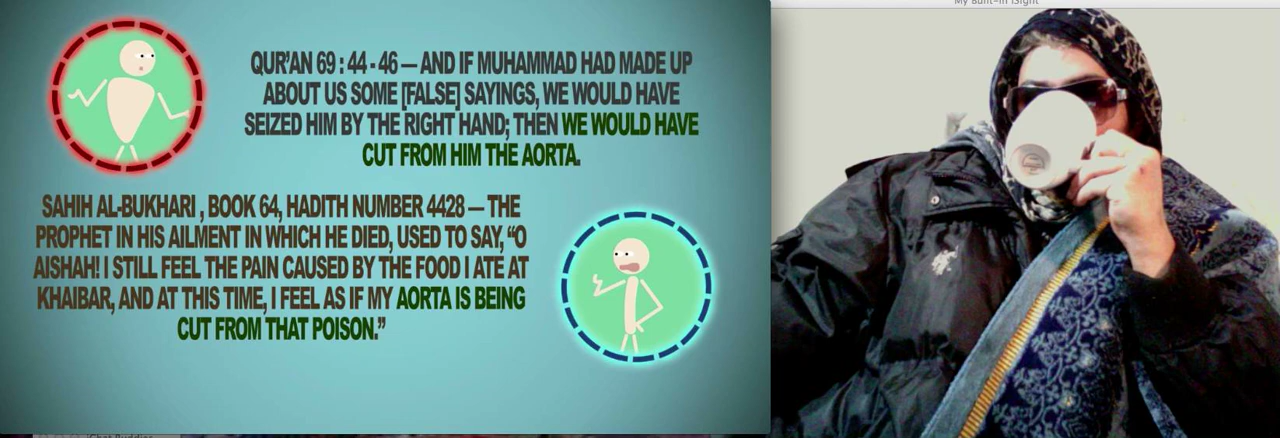 My Built-in iSight
QUR'AN 69 : 44 - 46 — AND IF MUHAMMAD HAD MADE UP
ABOUT US SOME [FALSE] SAYINGS, WE WOULD HAVE
SEIZED HIM BY THE RIGHT HAND; THEN WE WOULD HAVE
CUT FROM HIM THE AORTA.
SAHIH AL-BUKHARI , BOOK 64, HADITH NUMBER 4428 — THE
PROPHET IN HIS AILMENT IN WHICH HE DIED, USED TO SAY, “O
AISHAH! I STILL FEEL THE PAIN CAUSED BY THE FOOD I ATE AT
KHAIBAR, AND AT THIS TIME, I FEEL AS IF MY AORTA IS BEING
CUT FROM THAT POISON.”